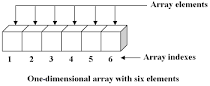 Array elements
1 2 3 4 5 6
Array indexes
One-dimensional array with six elements